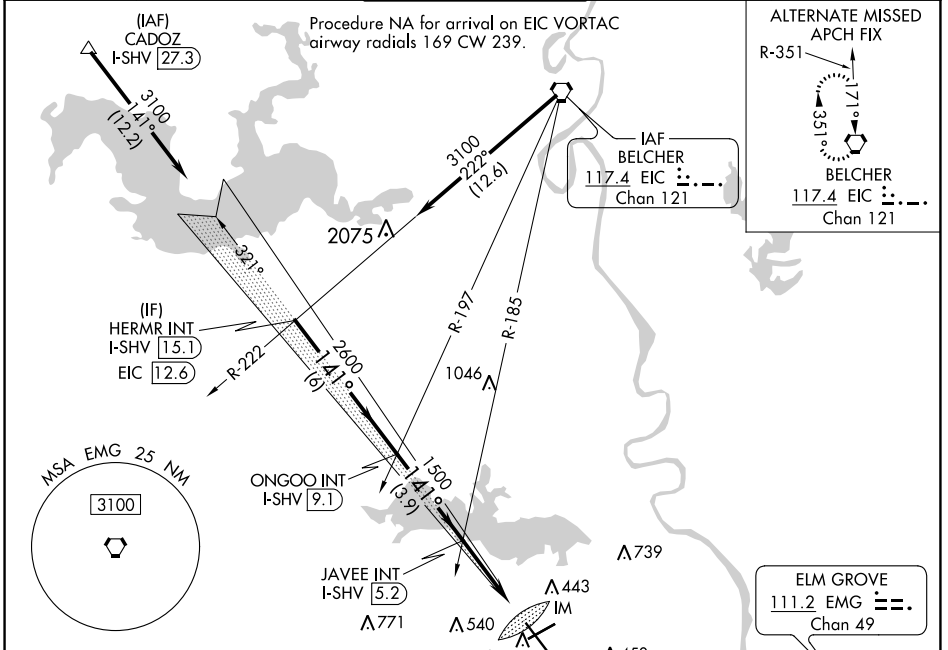 Procedure NA for arrival on EIC VORTAC
airway radials 169 CW 239.
(IAF)
CADOZ
I-SHV 27.3
3100
141°
(12.2)
ALTERNATE MISSED
APCH FIX
R-351
171°
351°
BELCHER
117.4 EIC
Chan 121
IAF
BELCHER
117.4 EIC
Chan 121
3100
222°
(12.6)
2075
321°
(IF)
HERMR INT
I-SHV 15.1
EIC 12.6
R-222
2600
141°
(6)
R-197
R-185
1046
MSA EMG 25 NM
3100
ONGOO INT
I-SHV 9.1
1500
141°
(3.9)
JAVEE INT
I-SHV 5.2
739
443
IM
771
540
ELM GROVE
111.2 EMG
Chan 49